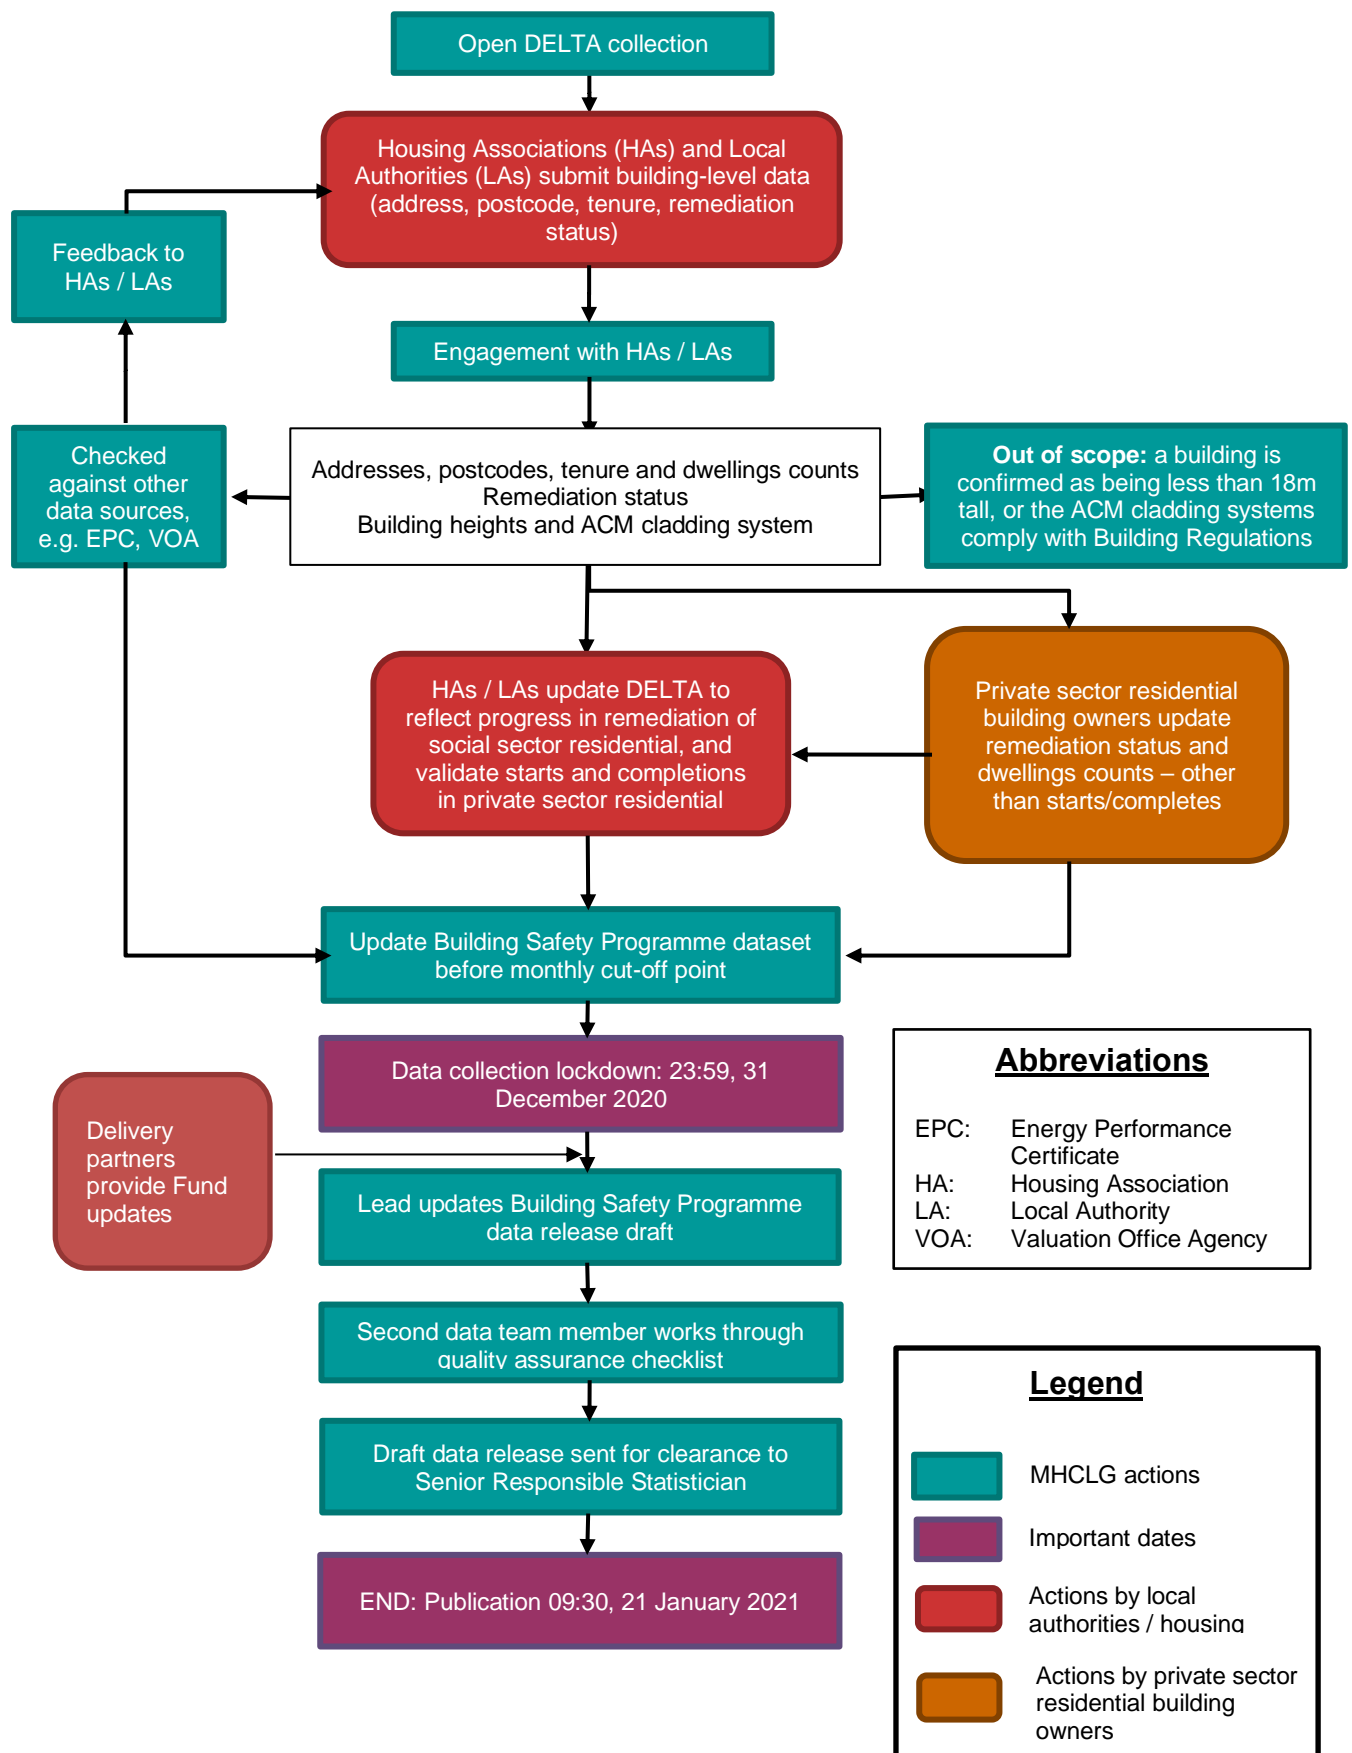 Open DELTA collection
Housing Associations (HAs) and Local
Authorities (LAs) submit building-level data
(address, postcode, tenure, remediation
status)
Feedback to
HAs / LAs
Engagement with HAs / LAs
Checked
against other
data sources,
e.g. EPC, VOA
Addresses, postcodes, tenure and dwellings counts
Remediation status
Building heights and ACM cladding system
Out of scope: a building is
confirmed as being less than 18m
tall, or the ACM cladding systems
comply with Building Regulations
HAs / LAs update DELTA to
reflect progress in remediation of
social sector residential, and
validate starts and completions
in private sector residential
Private sector residential
building owners update
remediation status and
dwellings counts – other
than starts/completes
Update Building Safety Programme dataset
before monthly cut-off point
Data collection lockdown: 23:59, 31
December 2020
Delivery
partners
provide Fund
updates
Lead updates Building Safety Programme
data release draft
Second data team member works through
quality assurance checklist
Draft data release sent for clearance to
Senior Responsible Statistician
END: Publication 09:30, 21 January 2021
Abbreviations
EPC: Energy Performance
Certificate
HA: Housing Association
LA: Local Authority
VOA: Valuation Office Agency
Legend
MHCLG actions
Important dates
Actions by local
authorities / housing
Actions by private sector
residential building
owners